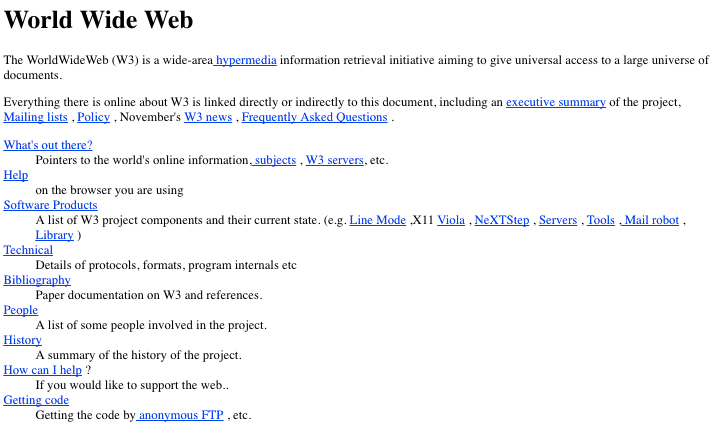 World Wide Web
The WorldWideWeb (W3) is a wide-area hypermedia information retrieval initiative aiming to give universal access to a large universe of
documents.
Everything there is online about W3 is linked directly or indirectly to this document, including an executive summary of the project,
Mailing lists , Policy , November's W3 news , Frequently Asked Questions .
What's out there?
Pointers to the world's online information, subjects , W3 servers, etc.
Help
on the browser you are using
Software Products
A list of W3 project components and their current state. (e.g. Line Mode ,X11 Viola , NeXTStep , Servers , Tools , Mail robot ,
Library )
Technical
Details of protocols, formats, program internals etc
Bibliography
Paper documentation on W3 and references.
People
A list of some people involved in the project.
History
A summary of the history of the project.
How can I help ?
If you would like to support the web..
Getting code
Getting the code by anonymous FTP , etc.